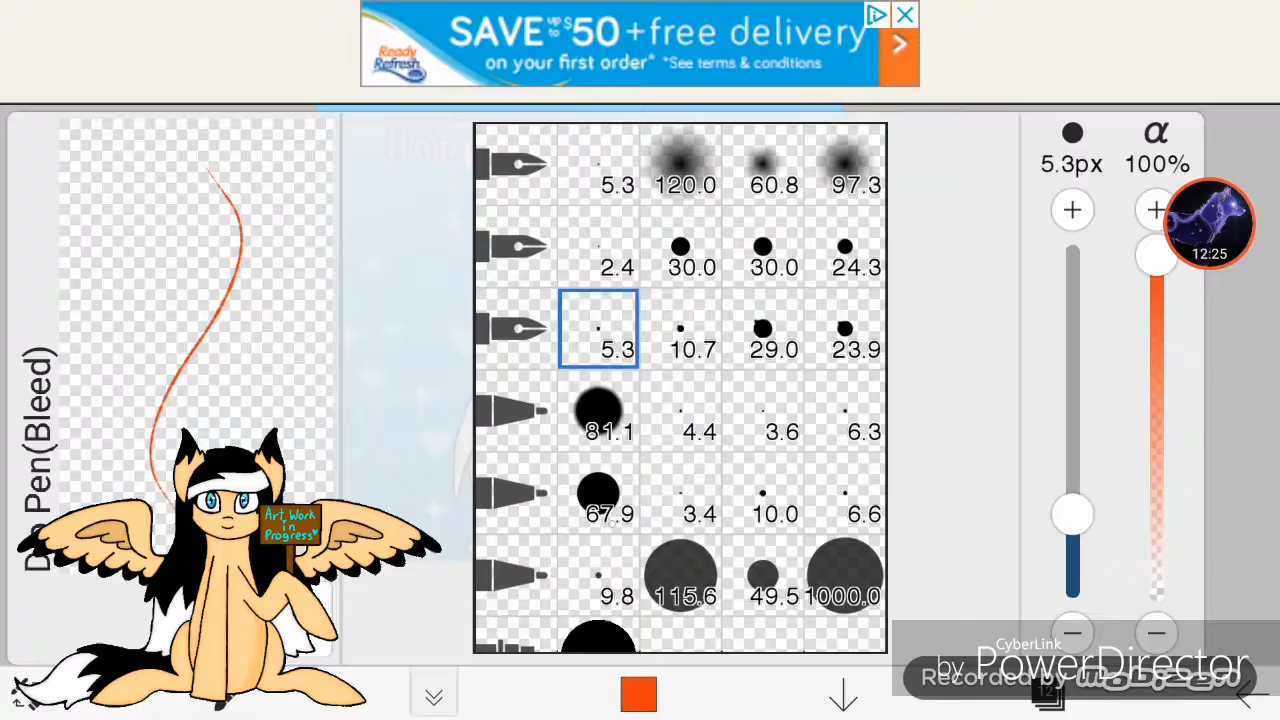 SAVE up to $50 + free delivery
on your first order* *See terms & conditions
Ready
Refresh
5.3px
100%
α
12:25
5.3 120.0 60.8 97.3
2.4 30.0 30.0 24.3
5.3 10.7 29.0 23.9
81.1 4.4 3.6 6.3
67.9 3.4 10.0 6.6
9.8 115.6 49.5 1000.0
Pen(Bleed)
Art Work
in
Progress
CyberLink
by PowerDirector
Recorded by
12